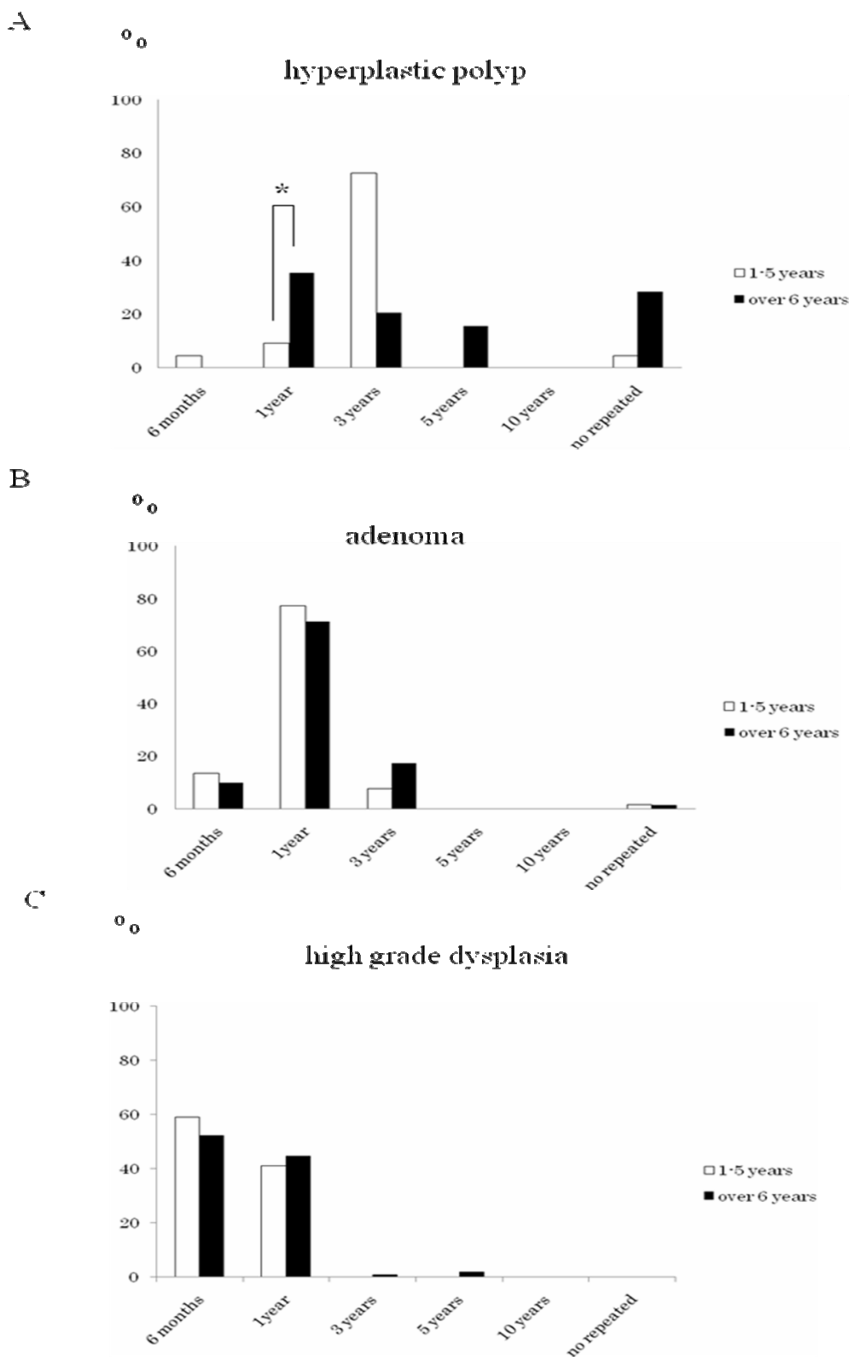 A
%
hyperplastic polyp
100
80
60
40
20
0
*
6 months
1year
3 years
5 years
10 years
no repeated
1-5 years
over 6 years
B
%
adenoma
100
80
60
40
20
0
6 months
1year
3 years
5 years
10 years
no repeated
1-5 years
over 6 years
C
%
high grade dysplasia
100
80
60
40
20
0
6 months
1year
3 years
5 years
10 years
no repeated
1-5 years
over 6 years